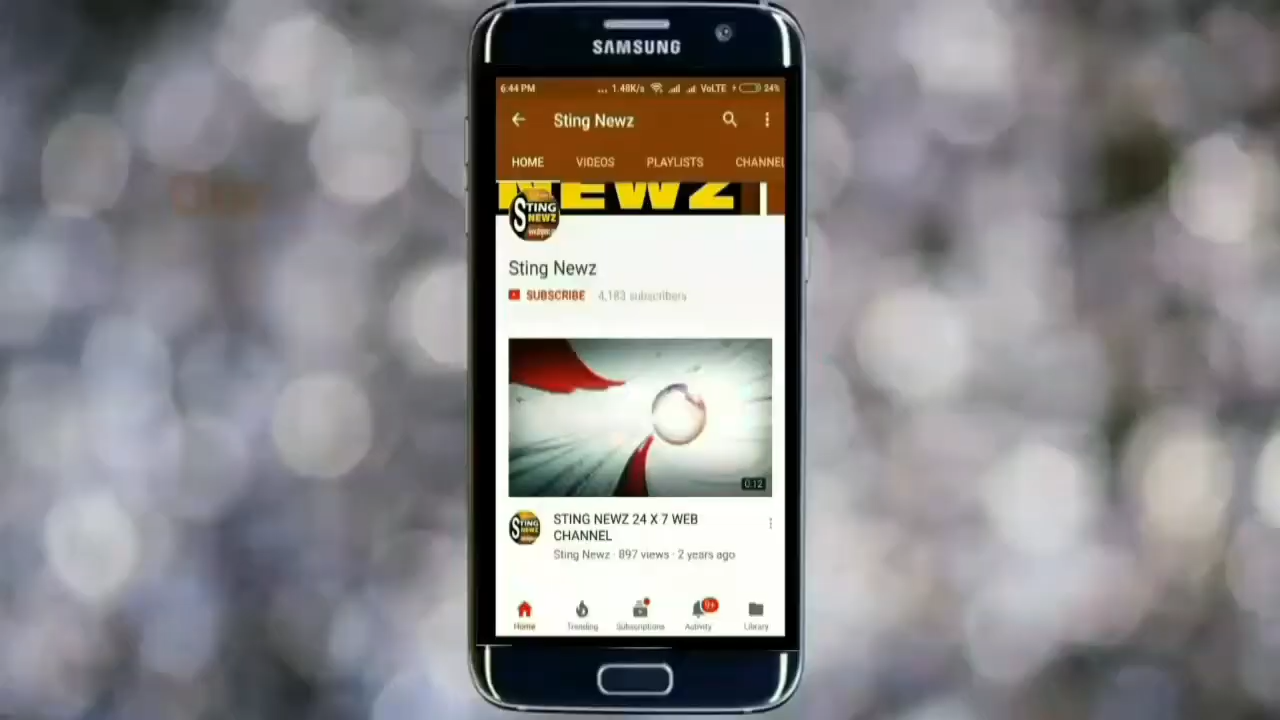 SAMSUNG
6:44 PM ... 1.48K/s VoLTE 24%
Sting Newz
HOME VIDEOS PLAYLISTS CHANNEL
NEWZ
STING
NEWZ
Sting Newz
SUBSCRIBE 4,183 subscribers
0:12
STING
NEWZ
STING NEWZ 24 X 7 WEB
CHANNEL
Sting Newz · 897 views · 2 years ago
9+
Home Trending Subscriptions Activity Library